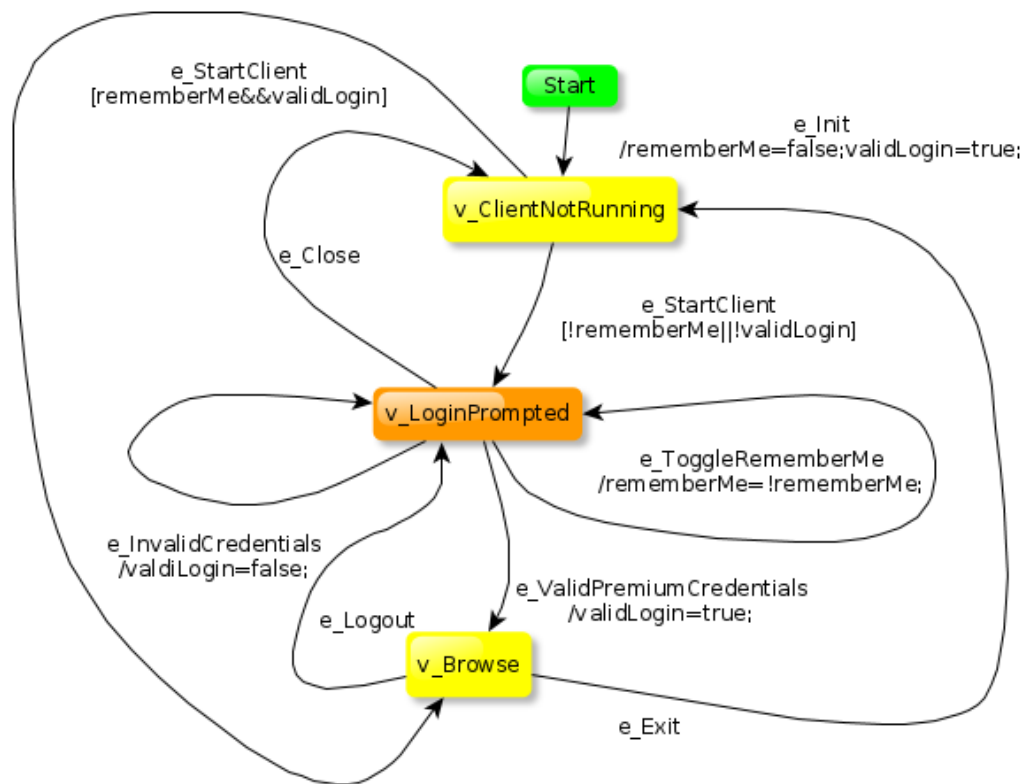 e_StartClient
[rememberMe&&validLogin]
Start
e_Init
/rememberMe=false;validLogin=true;
v_ClientNotRunning
e_Close
e_StartClient
[!rememberMe||!validLogin]
v_LoginPrompted
e_ToggleRememberMe
/rememberMe=!rememberMe;
e_InvalidCredentials
/valdiLogin=false;
e_ValidPremiumCredentials
/validLogin=true;
e_Logout
v_Browse
e_Exit